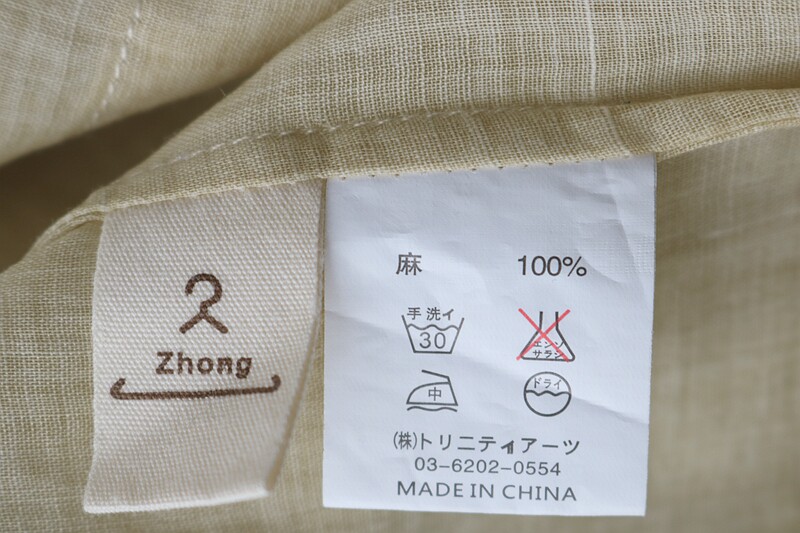 Zhong
麻 100%
手洗イ
30
エンソ
サラシ
中
ドライ
(株)トリニティアーツ
03-6202-0554
MADE IN CHINA